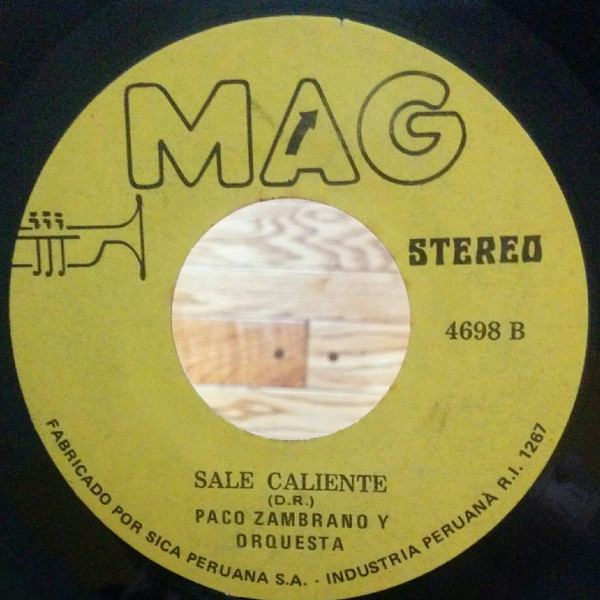 MAG
STEREO
4698 B
SALE CALIENTE
(D.R.)
PACO ZAMBRANO Y
ORQUESTA
FABRICADO POR SICA PERUANA S.A. - INDUSTRIA PERUANA R.I. 1267